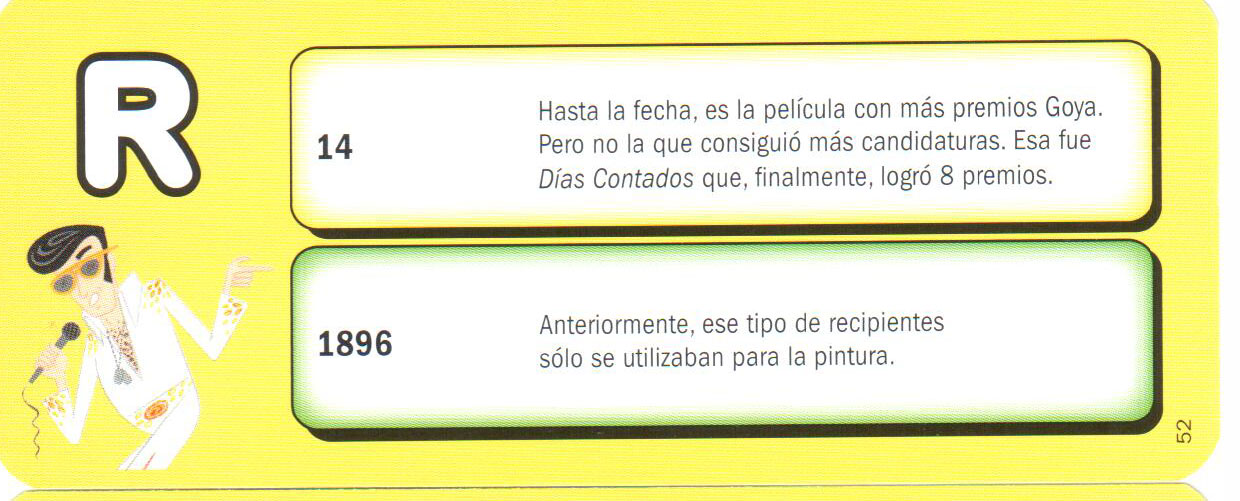 R
14
Hasta la fecha, es la película con más premios Goya.
Pero no la que consiguió más candidaturas. Esa fue
Días Contados que, finalmente, logró 8 premios.
1896
Anteriormente, ese tipo de recipientes
sólo se utilizaban para la pintura.
52